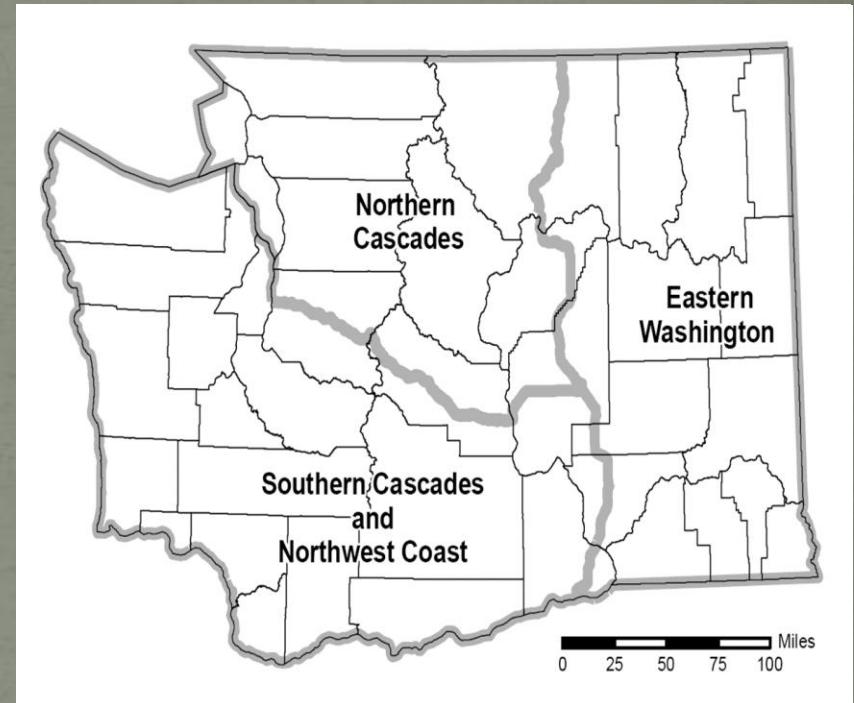 Northern
Cascades
Eastern
Washington
Southern Cascades
and
Northwest Coast
Miles
0 25 50 75 100